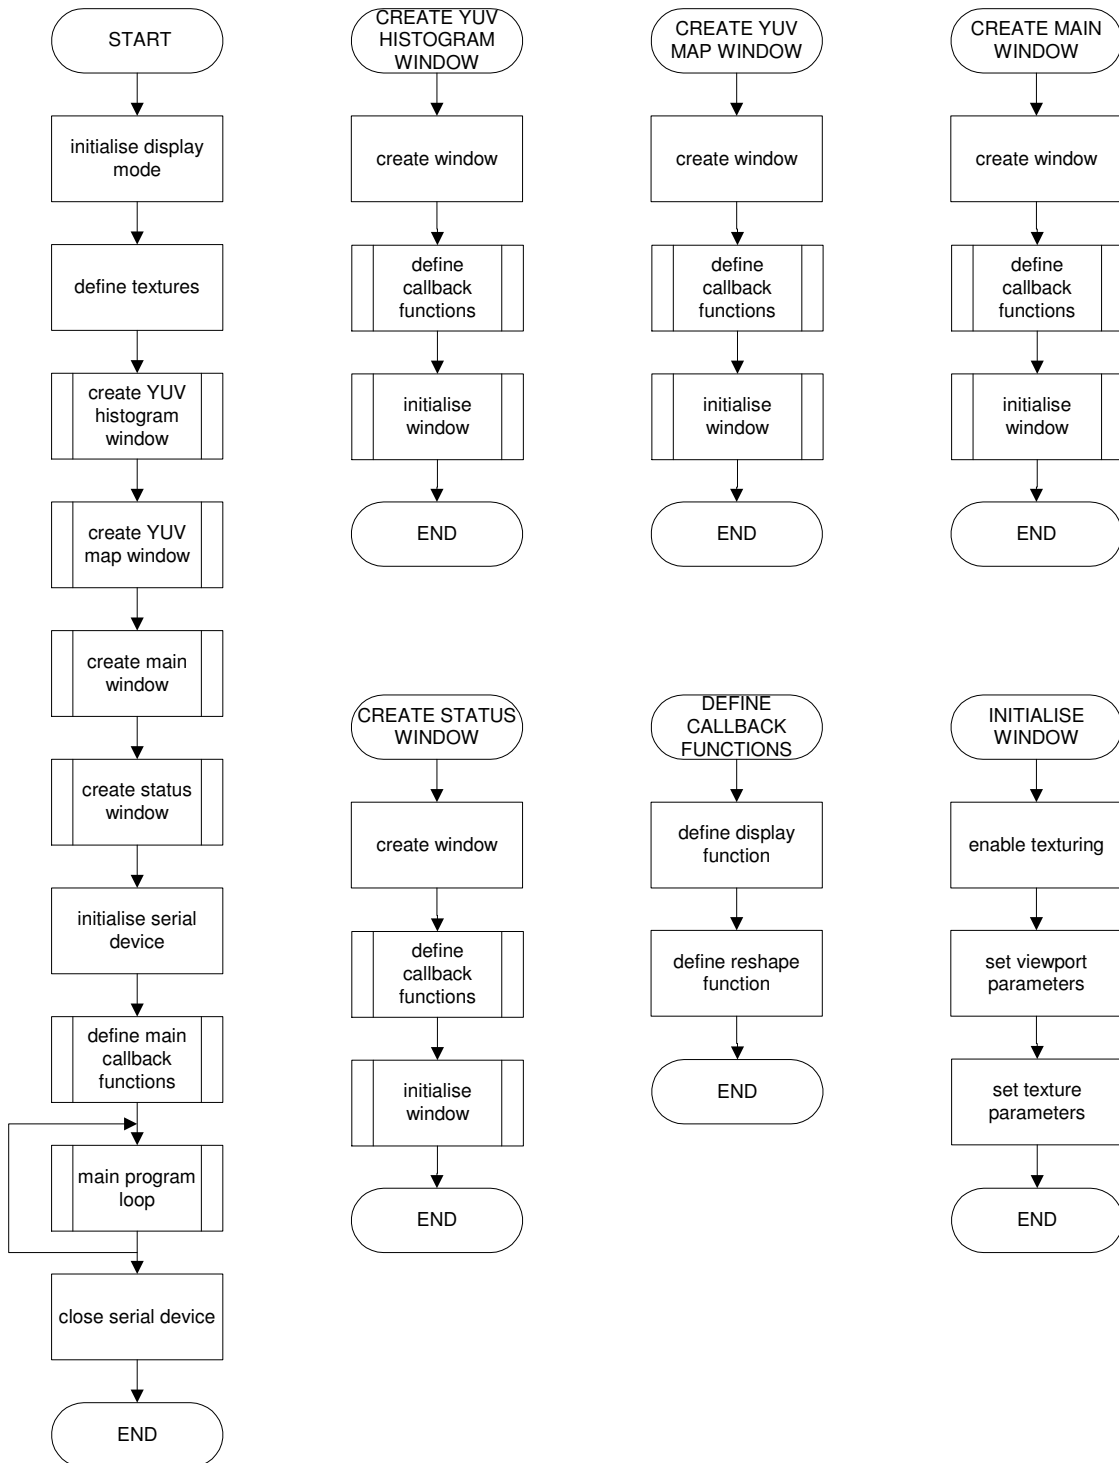 START
initialise display
mode
define textures
create YUV
histogram
window
create YUV
map window
create main
window
create status
window
initialise serial
device
define main
callback
functions
main program
loop
close serial device
END
CREATE YUV
HISTOGRAM
WINDOW
create window
define
callback
functions
initialise
window
END
CREATE YUV
MAP WINDOW
create window
define
callback
functions
initialise
window
END
CREATE MAIN
WINDOW
create window
define
callback
functions
initialise
window
END
CREATE STATUS
WINDOW
create window
define
callback
functions
initialise
window
END
DEFINE
CALLBACK
FUNCTIONS
define display
function
define reshape
function
END
INITIALISE
WINDOW
enable texturing
set viewport
parameters
set texture
parameters
END